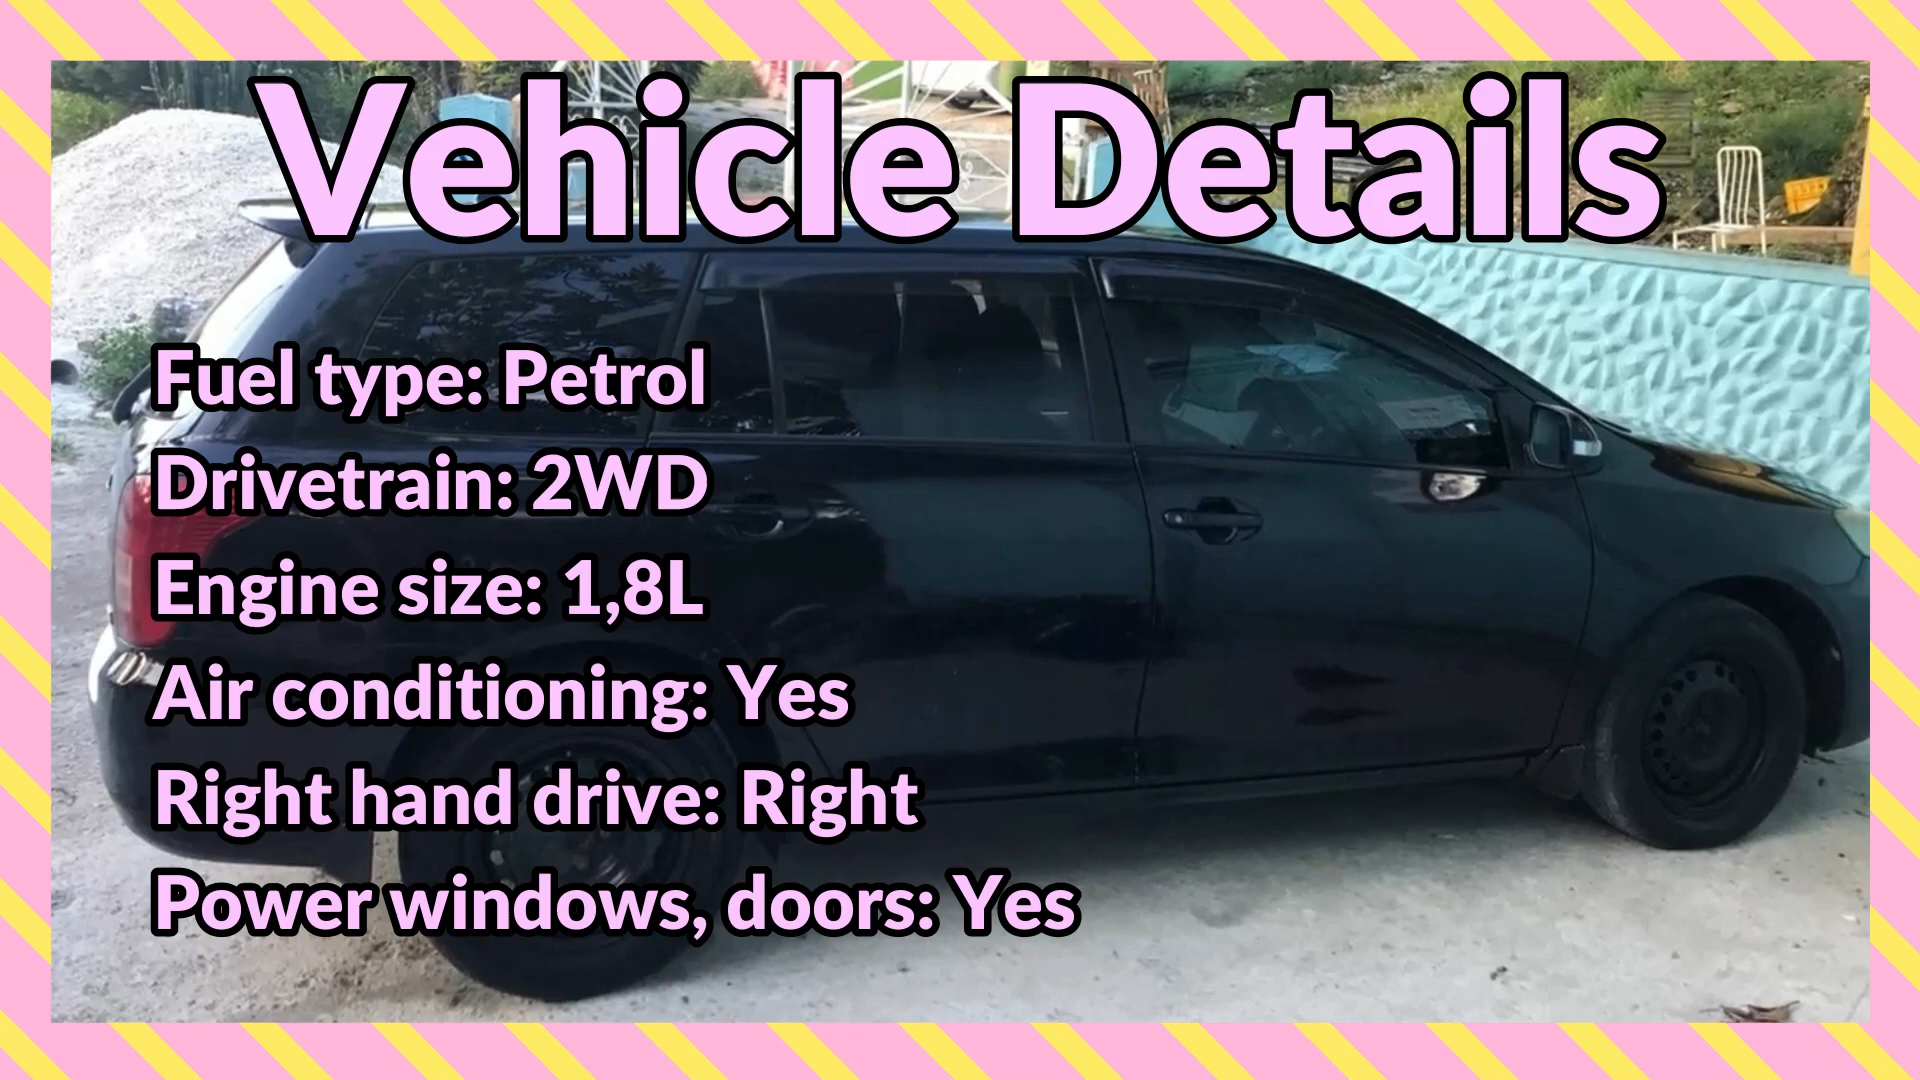 Vehicle Details
Fuel type: Petrol
Drivetrain: 2WD
Engine size: 1,8L
Air conditioning: Yes
Right hand drive: Right
Power windows, doors: Yes